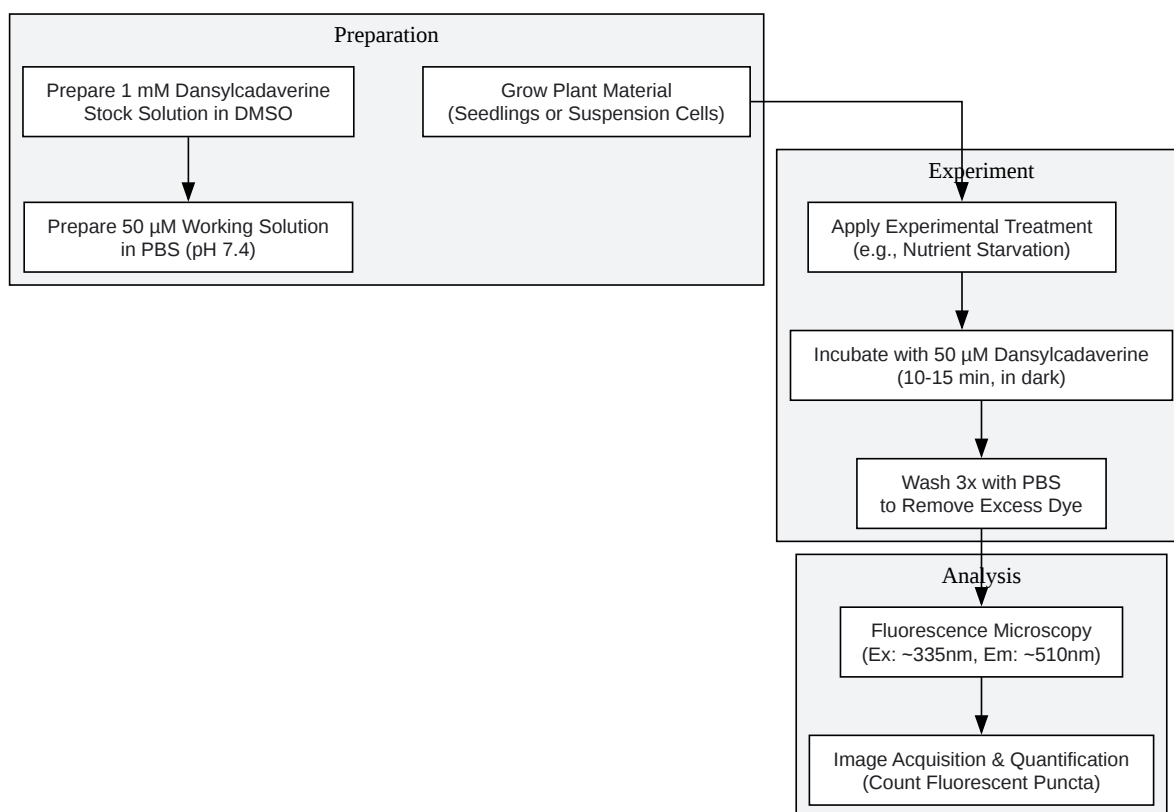 Preparation
Prepare 1 mM Dansylcadaverine
Stock Solution in DMSO
Grow Plant Material
(Seedlings or Suspension Cells)
Prepare 50 µM Working Solution
in PBS (pH 7.4)
Experiment
Apply Experimental Treatment
(e.g., Nutrient Starvation)
Incubate with 50 µM Dansylcadaverine
(10-15 min, in dark)
Wash 3x with PBS
to Remove Excess Dye
Analysis
Fluorescence Microscopy
(Ex: ~335nm, Em: ~510nm)
Image Acquisition & Quantification
(Count Fluorescent Puncta)